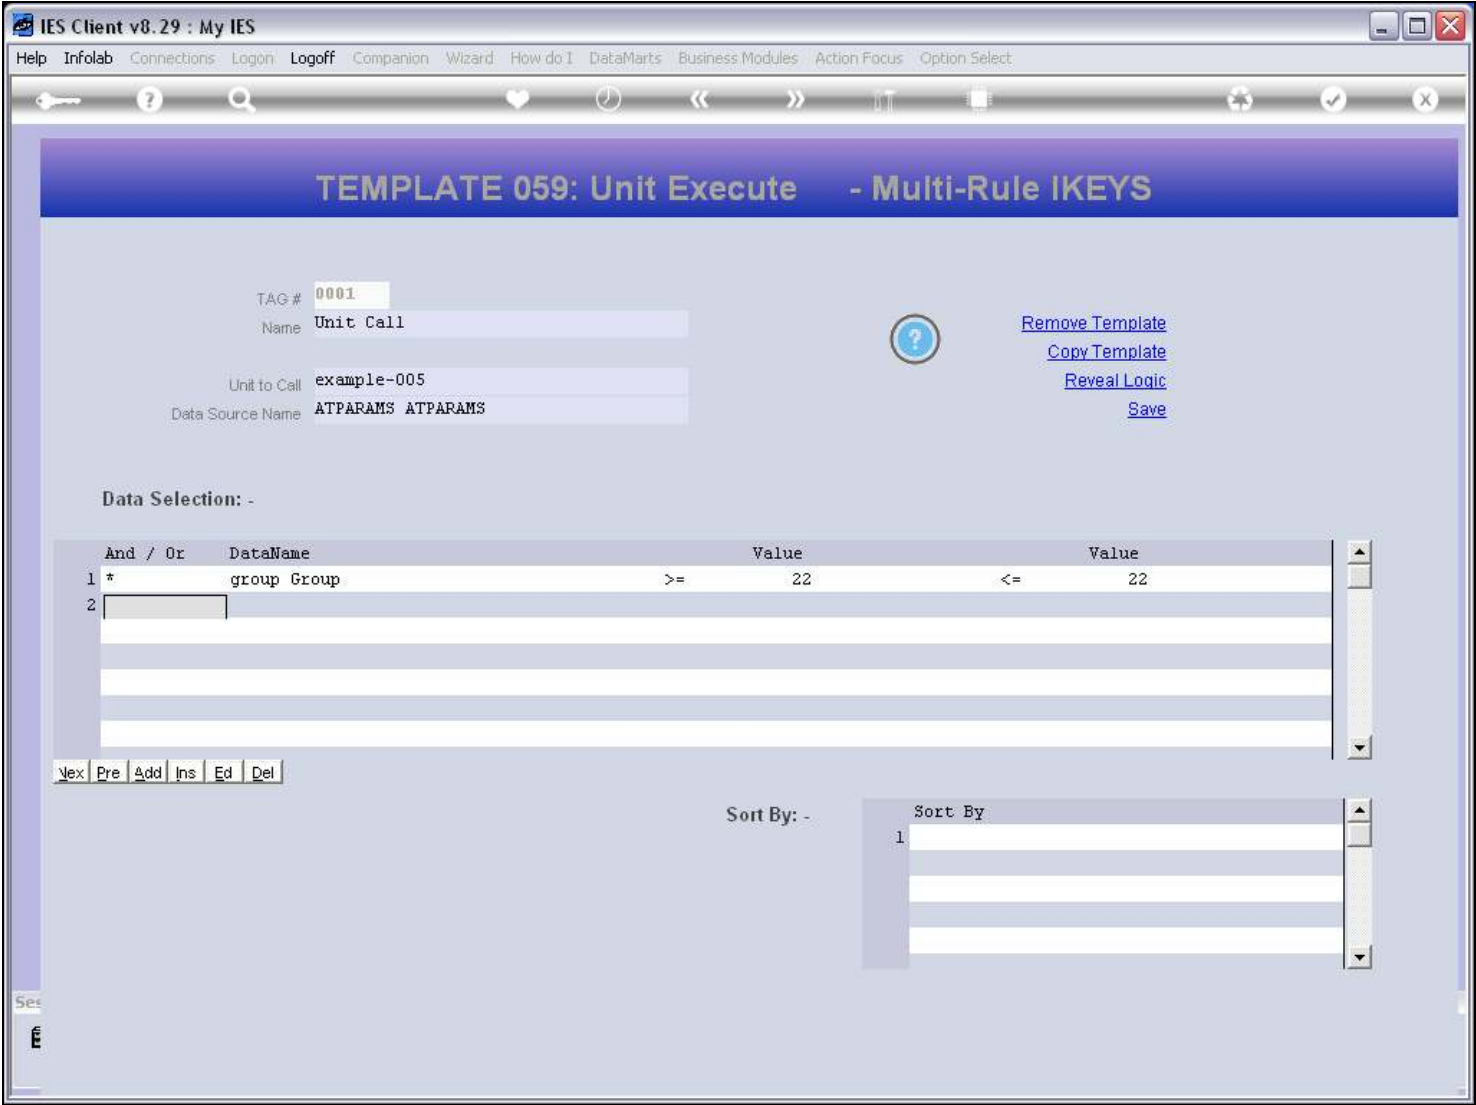 IES Client v8.29 : My IES
Help Infolab Connections Logon Logoff Companion Wizard How do I DataMarts Business Modules Action Focus Option Select
TEMPLATE 059: Unit Execute - Multi-Rule IKEYS
TAG # 0001
Name Unit Call
Remove Template
Copy Template
Unit to Call example-005
Reveal Logic
Data Source Name ATPARAMS ATPARAMS
Save
Data Selection: -
And / Or DataName Value Value
1 * group Group >= 22 <= 22
2
Nex Pre Add Ins Ed Del
Sort By: -
Sort By
1
Ses